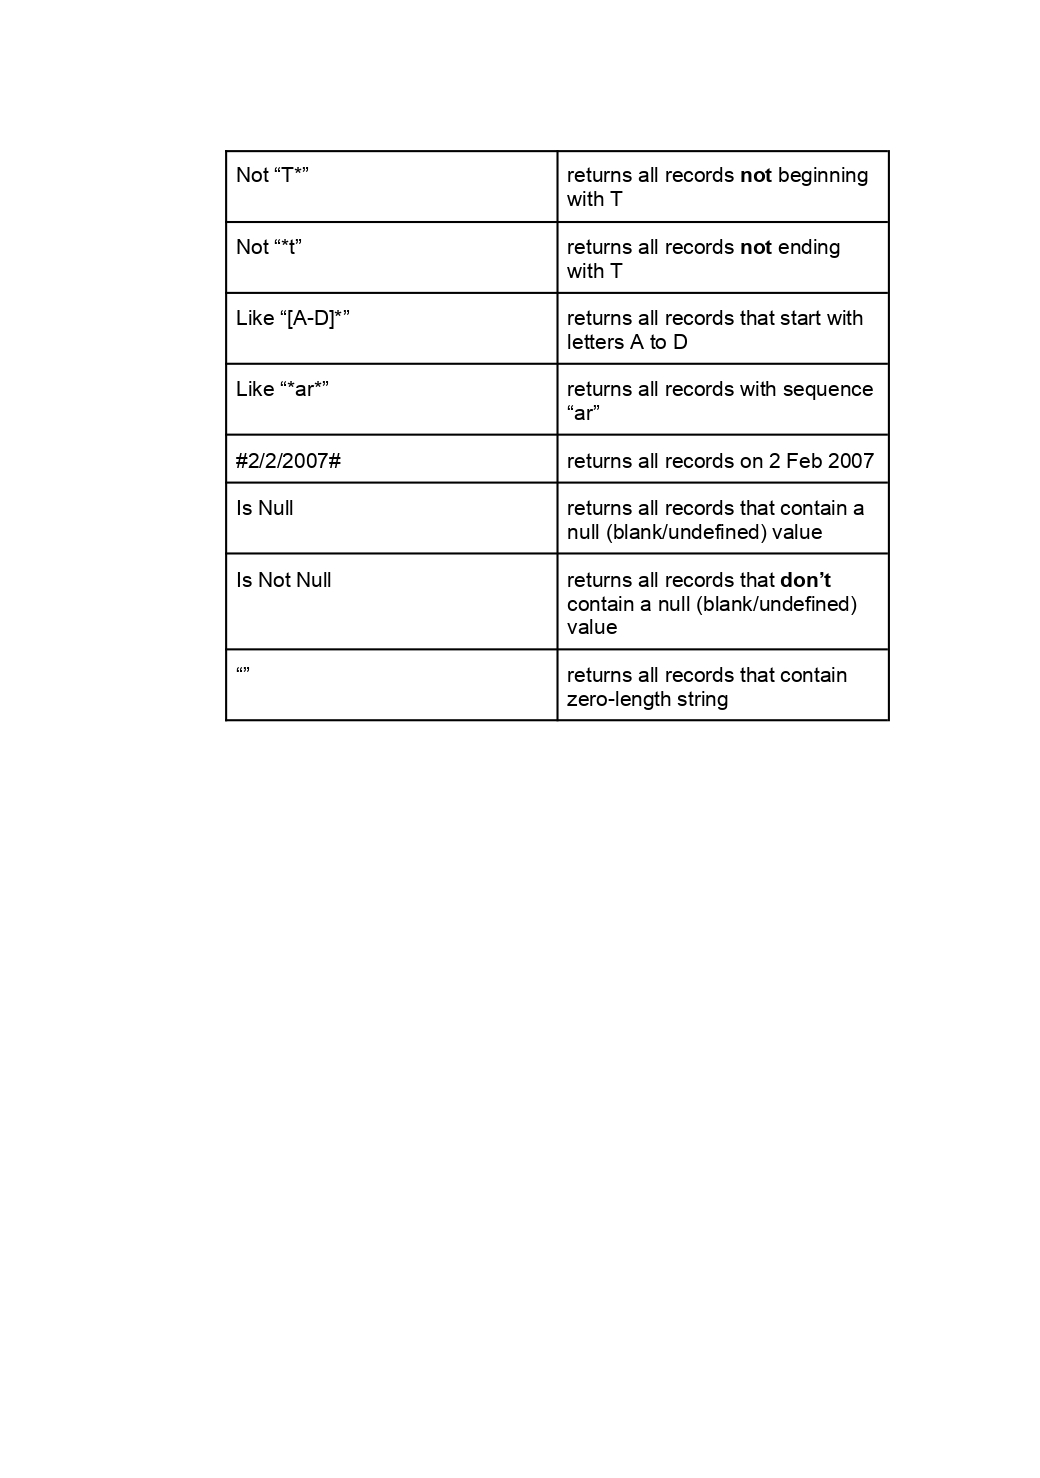 Not “T*”
returns all records not beginning
with T
Not “*t”
returns all records not ending
with T
Like “[A-D]*”
returns all records that start with
letters A to D
Like “*ar*”
returns all records with sequence
“ar”
#2/2/2007#
returns all records on 2 Feb 2007
Is Null
returns all records that contain a
null (blank/undefined) value
Is Not Null
returns all records that don’t
contain a null (blank/undefined)
value
“”
returns all records that contain
zero-length string